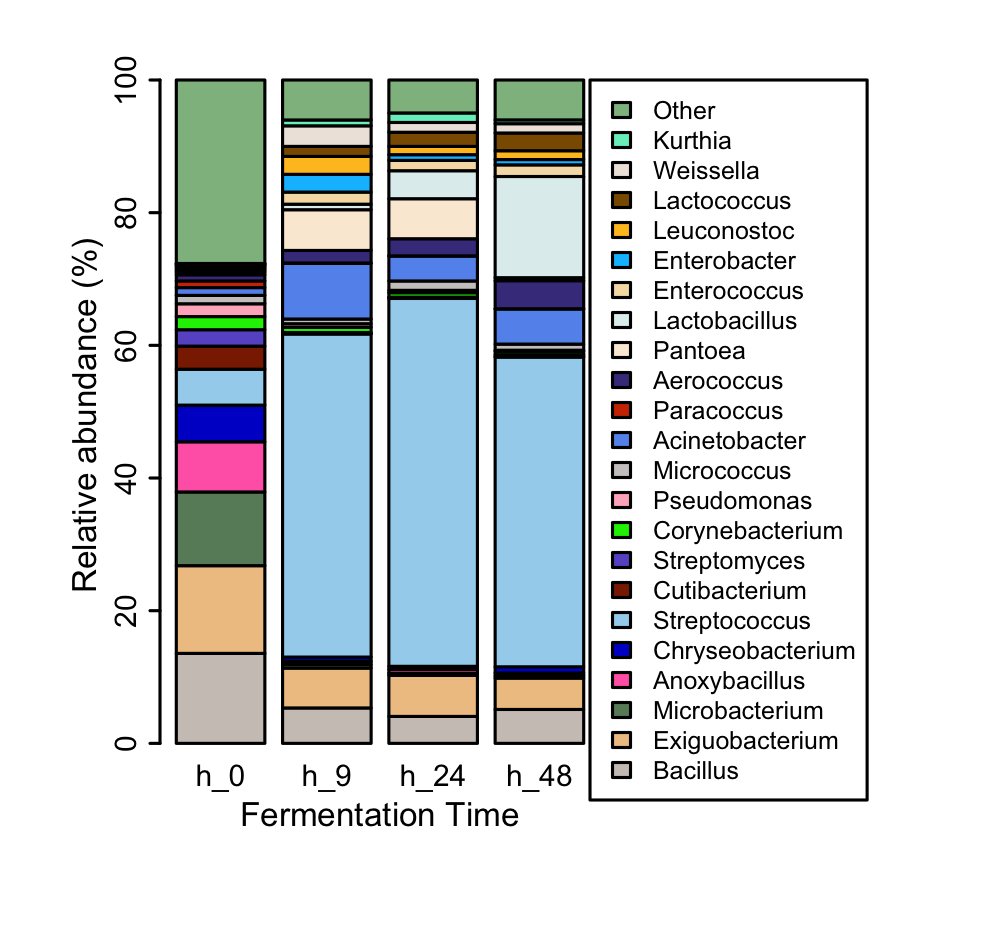 Relative abundance (%)
100
80
60
40
20
0
h_0 h_9 h_24 h_48
Fermentation Time
Other
Kurthia
Weissella
Lactococcus
Leuconostoc
Enterobacter
Enterococcus
Lactobacillus
Pantoea
Aerococcus
Paracoccus
Acinetobacter
Micrococcus
Pseudomonas
Corynebacterium
Streptomyces
Cutibacterium
Streptococcus
Chryseobacterium
Anoxybacillus
Microbacterium
Exiguobacterium
Bacillus